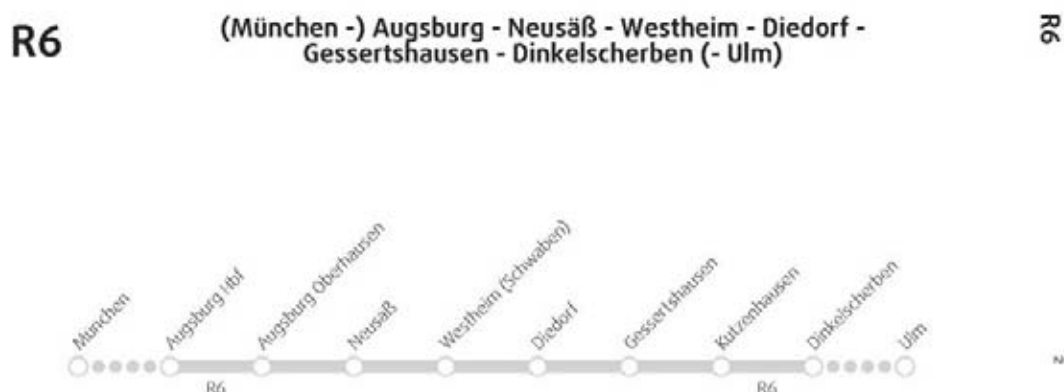 R6
(München -) Augsburg - Neusäß - Westheim - Diedorf -
Gessertshausen - Dinkelscherben (- Ulm)
R6
München
Augsburg Hbf
Augsburg Oberhausen
Neusäß
Westheim (Schwaben)
Diedorf
Gessertshausen
Kutzenhausen
Dinkelscherben
Ulm
R6
R6
2